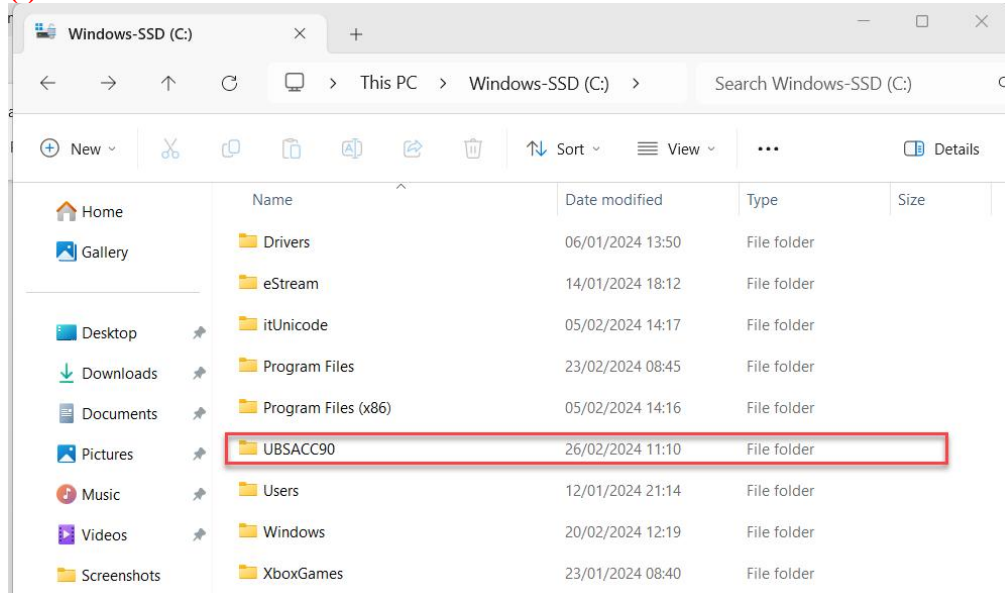 Windows-SSD (C:)
This PC > Windows-SSD (C:) > Search Windows-SSD (C:)
New Sort View ... Details
Name Date modified Type Size
Home
Gallery
Desktop
Downloads
Documents
Pictures
Music
Videos
Screenshots
Drivers 06/01/2024 13:50 File folder
eStream 14/01/2024 18:12 File folder
itUnicode 05/02/2024 14:17 File folder
Program Files 23/02/2024 08:45 File folder
Program Files (x86) 05/02/2024 14:16 File folder
UBSACC90 26/02/2024 11:10 File folder
Users 12/01/2024 21:14 File folder
Windows 20/02/2024 12:19 File folder
XboxGames 23/01/2024 08:40 File folder